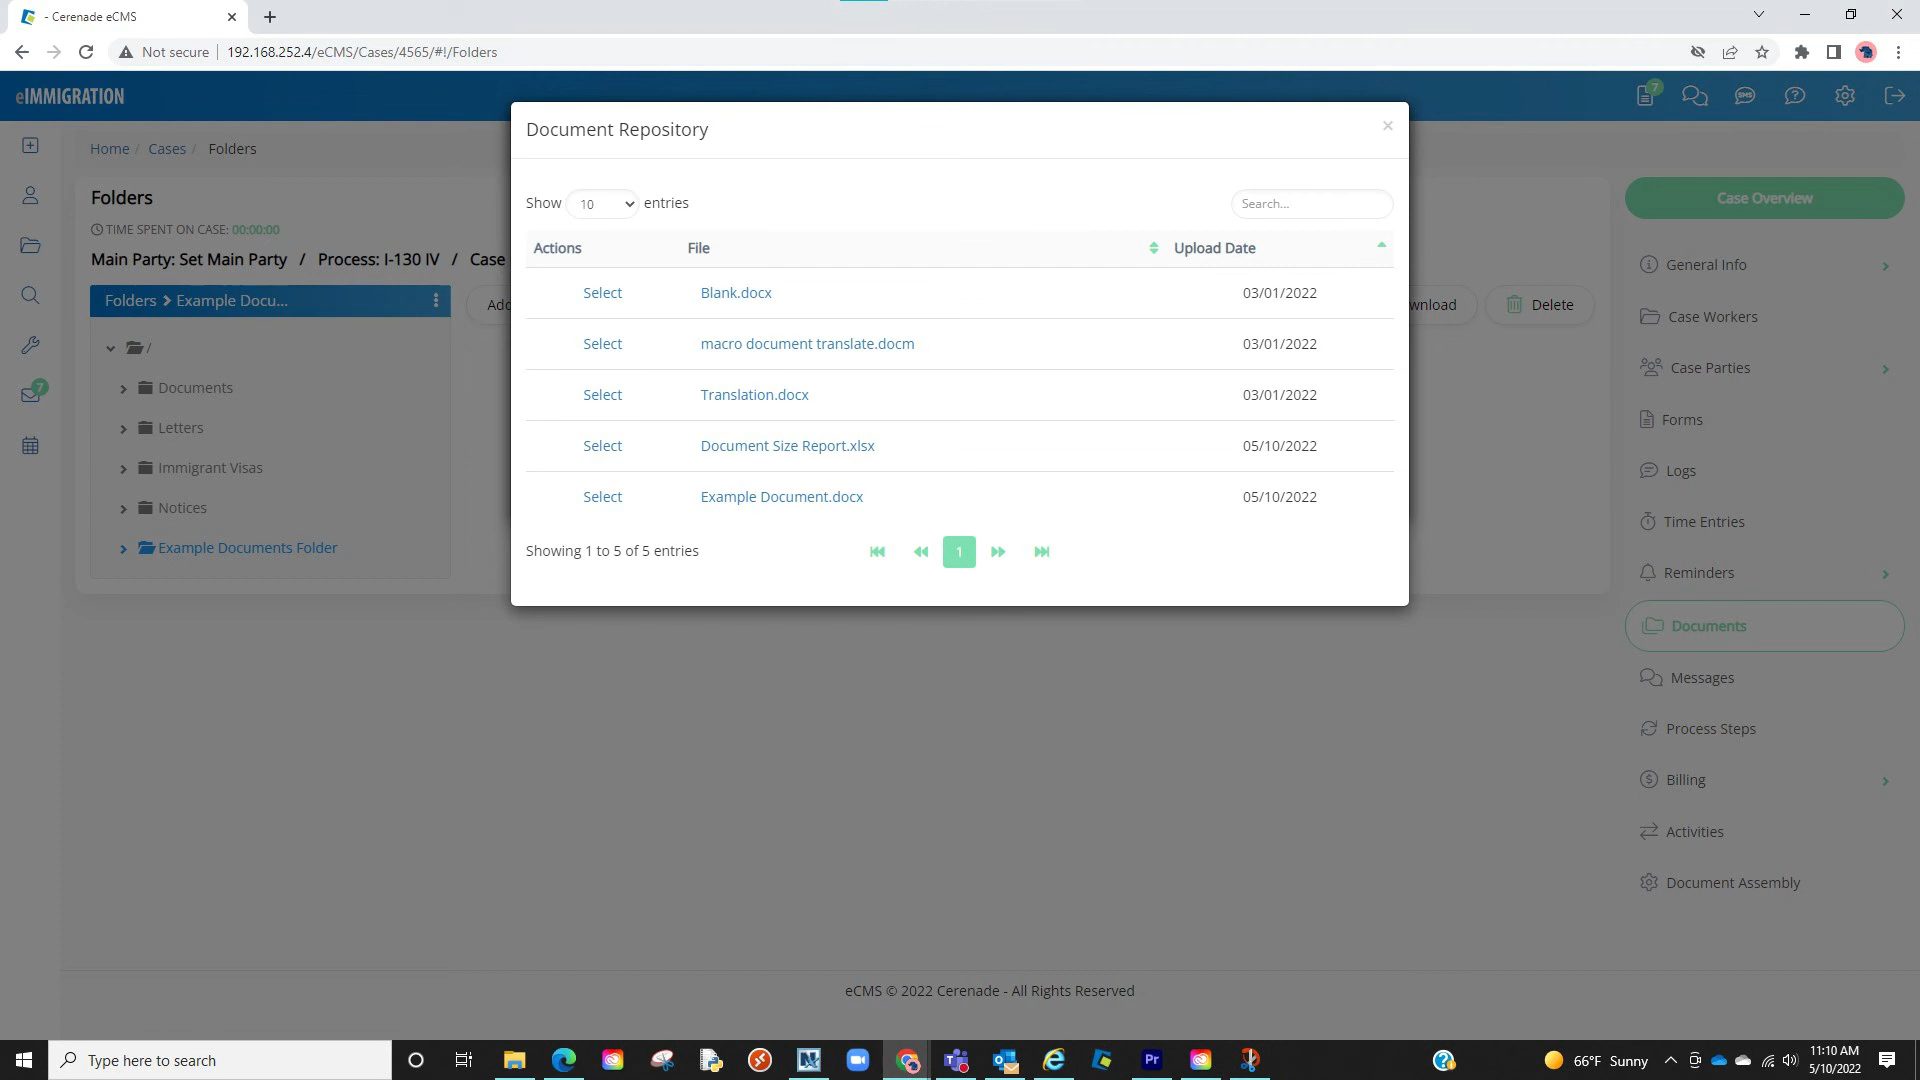 - Cerenade eCMS
Not secure
192.168.252.4/eCMS/Cases/4565/#!/Folders
eIMMIGRATION
7
SMS
Home / Cases / Folders
Folders
TIME SPENT ON CASE: 00:00:00
Main Party: Set Main Party / Process: I-130 IV / Case
Folders Example Docu...
/
Documents
Letters
Immigrant Visas
Notices
Example Documents Folder
7
Document Repository
×
Show 10 entries
Search...
Actions File Upload Date
Select Blank.docx 03/01/2022
Select macro document translate.docm 03/01/2022
Select Translation.docx 03/01/2022
Select Document Size Report.xlsx 05/10/2022
Select Example Document.docx 05/10/2022
Showing 1 to 5 of 5 entries
1
Delete
Case Overview
General Info
Case Workers
Case Parties
Forms
Logs
Time Entries
Reminders
Documents
Messages
Process Steps
Billing
Activities
Document Assembly
eCMS © 2022 Cerenade - All Rights Reserved
Type here to search
Pr
66°F Sunny
11:10 AM
5/10/2022